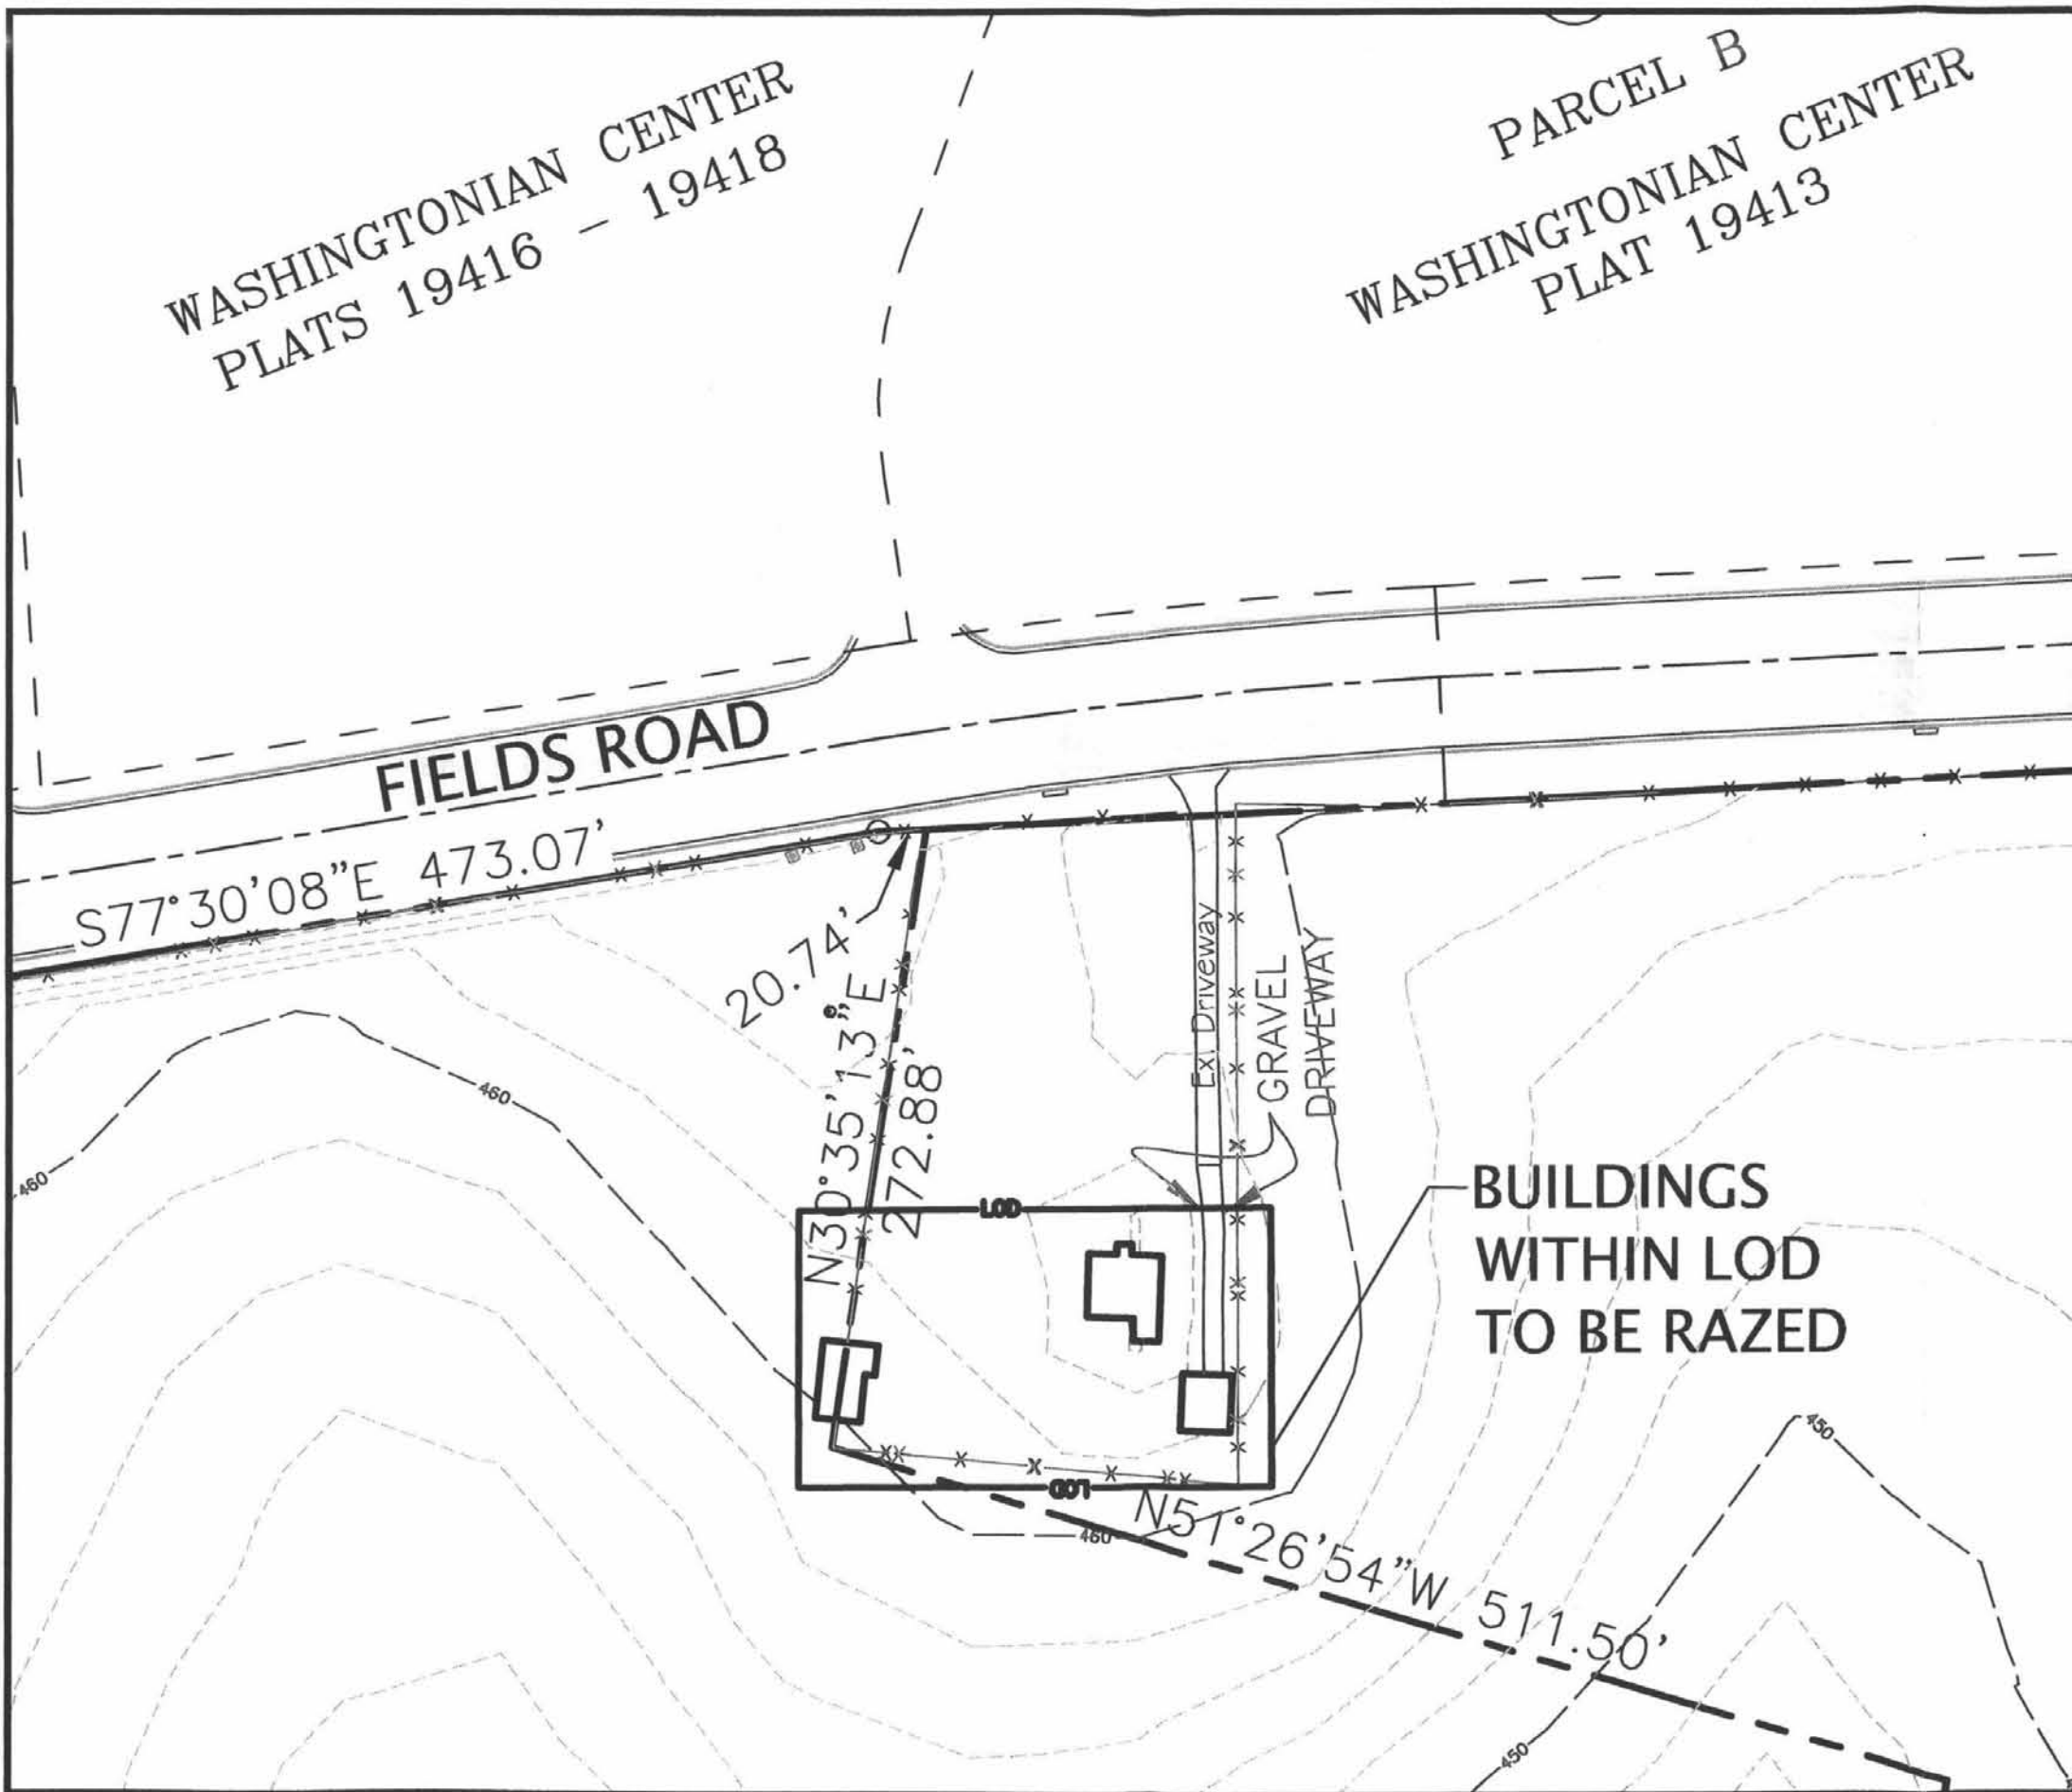 WASHINGTONIAN CENTER
PLATS 19416 - 19418
PARCEL B
WASHINGTONIAN CENTER
PLAT 19413
FIELDS ROAD
S77°30'08"E 473.07'
20.74'
N30°35'13"E
272.88'
Ex. Driveway
GRAVEL
DRIVEWAY
460
460
LOD
BUILDINGS
WITHIN LOD
TO BE RAZED
LOD
460
N51°26'54"W 511.50'
450
450